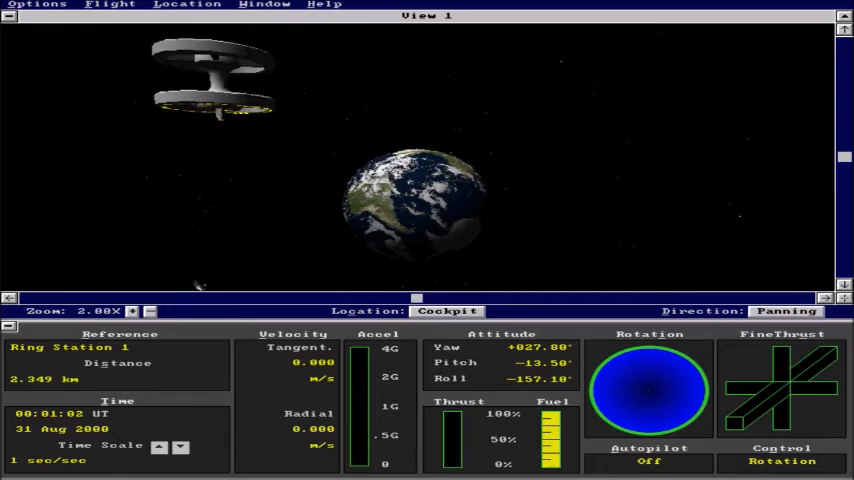 Options Flight Location Window Help
View 1
Zoom: 2.00X + - Location: Cockpit Direction: Panning
Reference Velocity Accel Attitude Rotation FineThrust
Ring Station 1
Distance
2.349 km
Time
00:01:02 UT
31 Aug 2000
Time Scale
1 sec/sec
Tangent.
0.000
m/s
Radial
0.000
m/s
4G
2G
1G
.5G
0
Yaw +027.80°
Pitch -13.50°
Roll -157.10°
Thrust Fuel
100%
50%
0%
Autopilot Control
Off Rotation